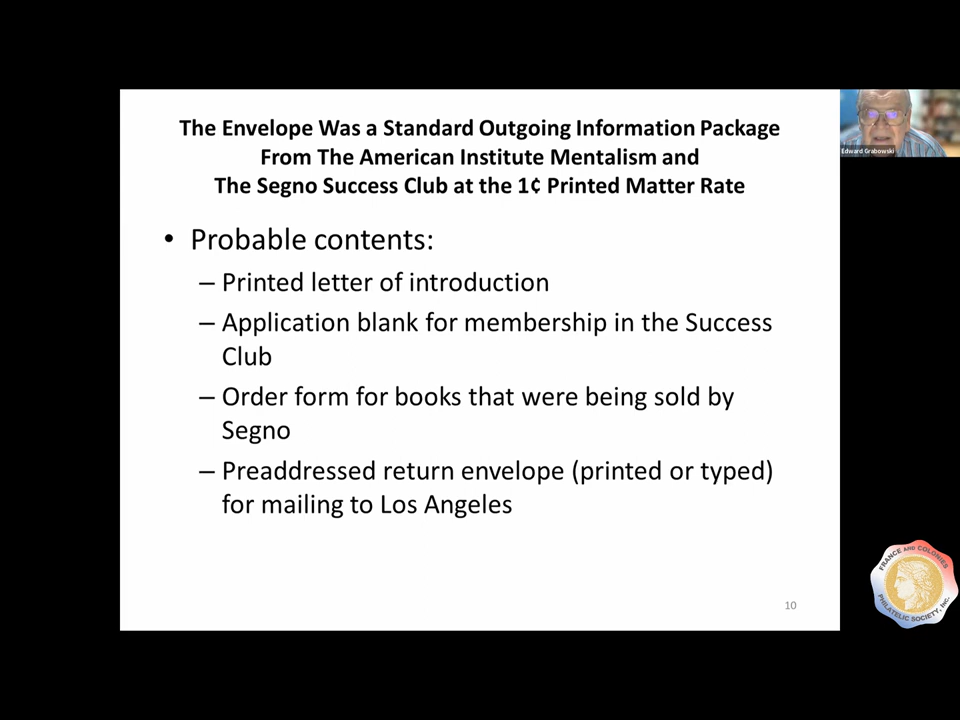 The Envelope Was a Standard Outgoing Information Package
From The American Institute Mentalism and
The Segno Success Club at the 1¢ Printed Matter Rate
• Probable contents:
– Printed letter of introduction
– Application blank for membership in the Success
Club
– Order form for books that were being sold by
Segno
– Preaddressed return envelope (printed or typed)
for mailing to Los Angeles
10
Edward Grabowski
FRANCE AND COLONIES
PHILATELIC SOCIETY, Inc.